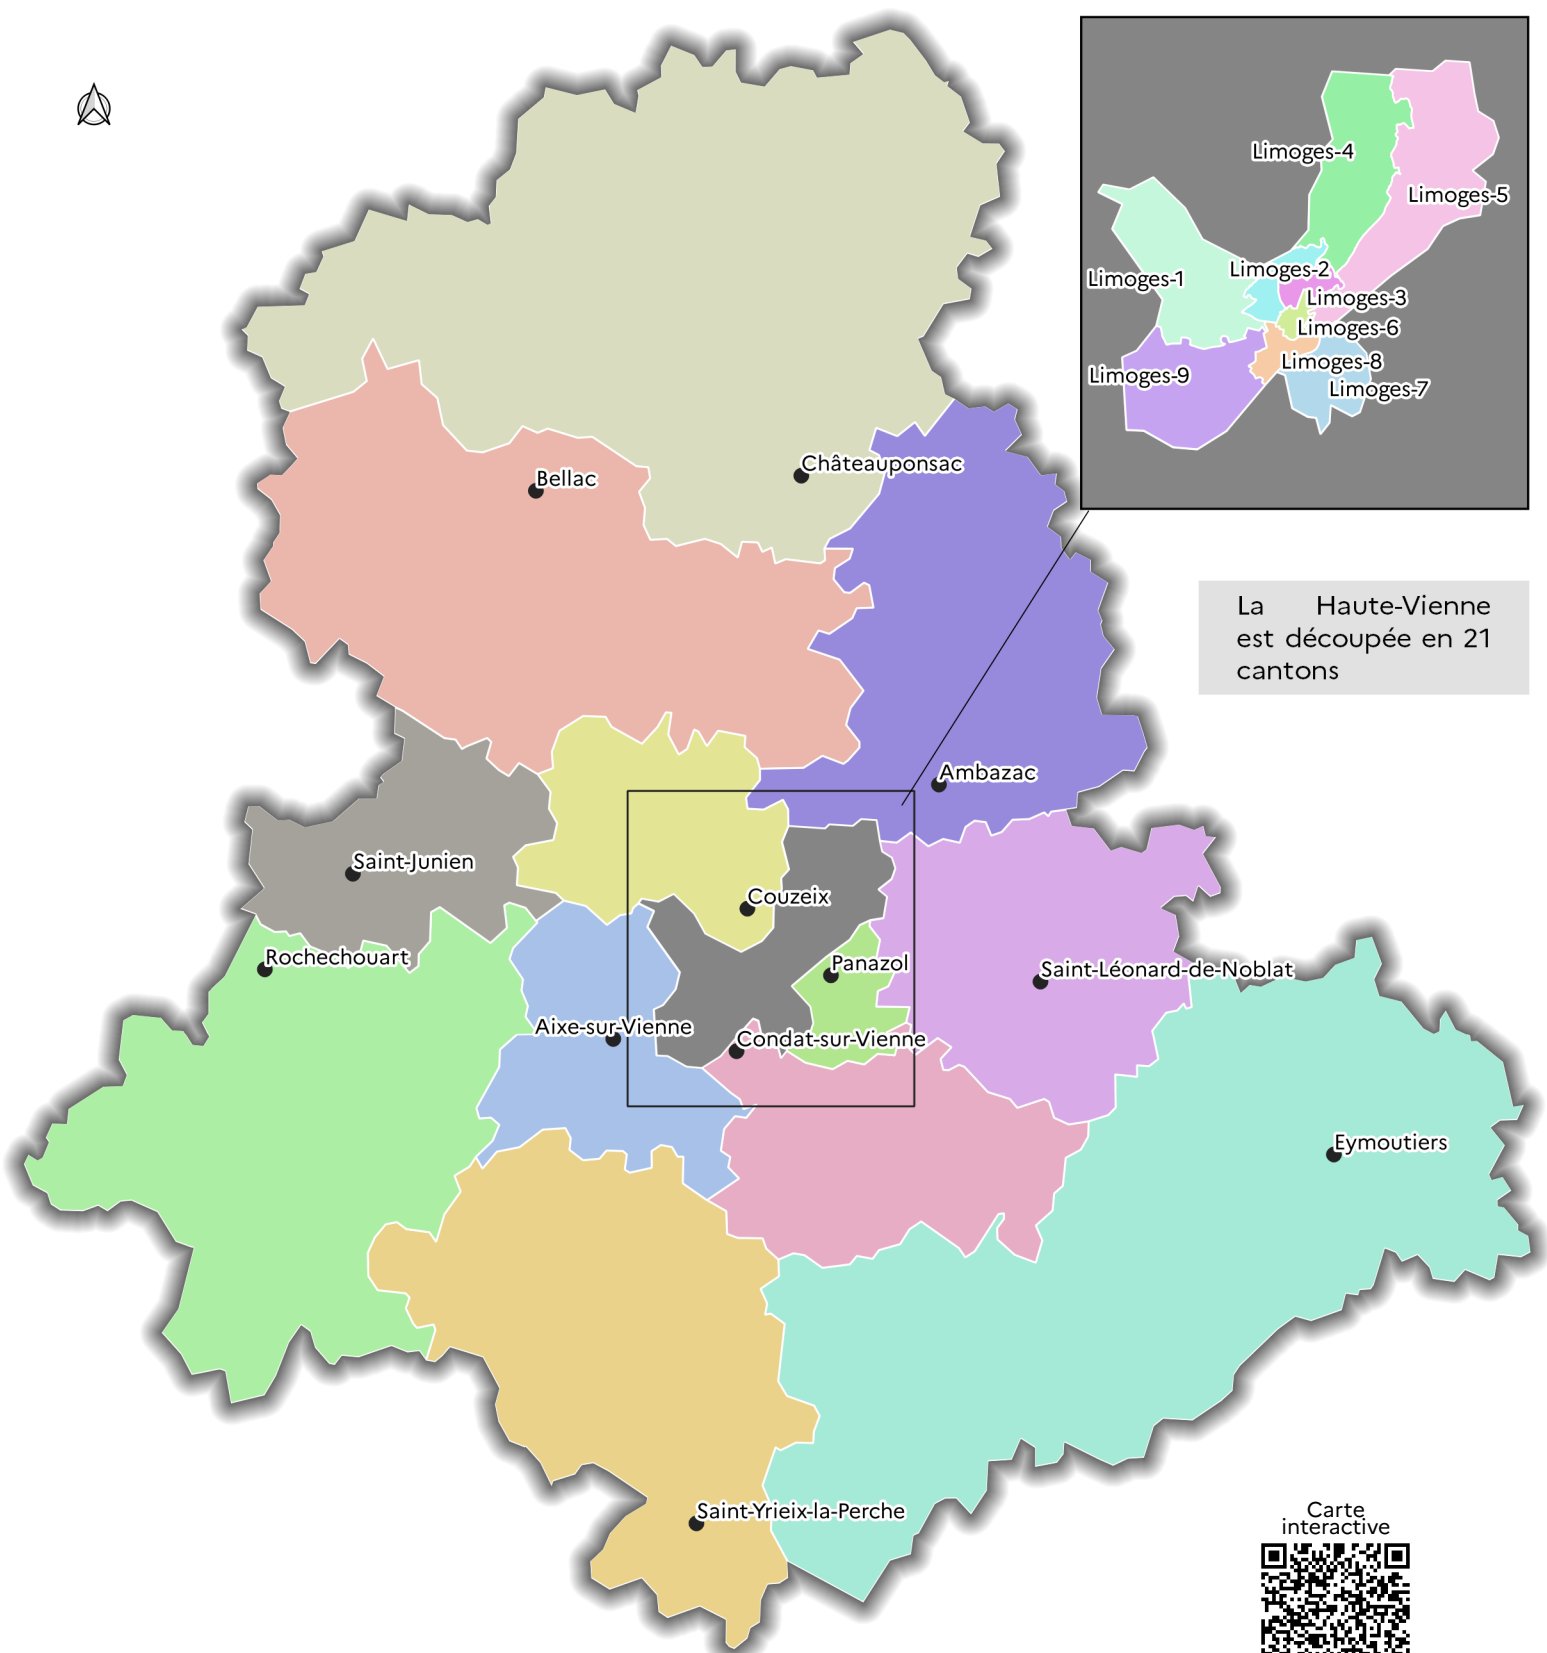 Limoges-4
Limoges-5
Limoges-2
Limoges-1
Limoges-3
Limoges-6
Limoges-8
Limoges-9
Limoges-7
Châteauponsac
Bellac
La Haute-Vienne
est découpée en 21
cantons
Ambazac
Saint-Junien
Couzeix
Rochechouart
Panazol
Saint-Léonard-de-Noblat
Aixe-sur-Vienne
Condat-sur-Vienne
Eymoutiers
Saint-Yrieix-la-Perche
Carte
interactive